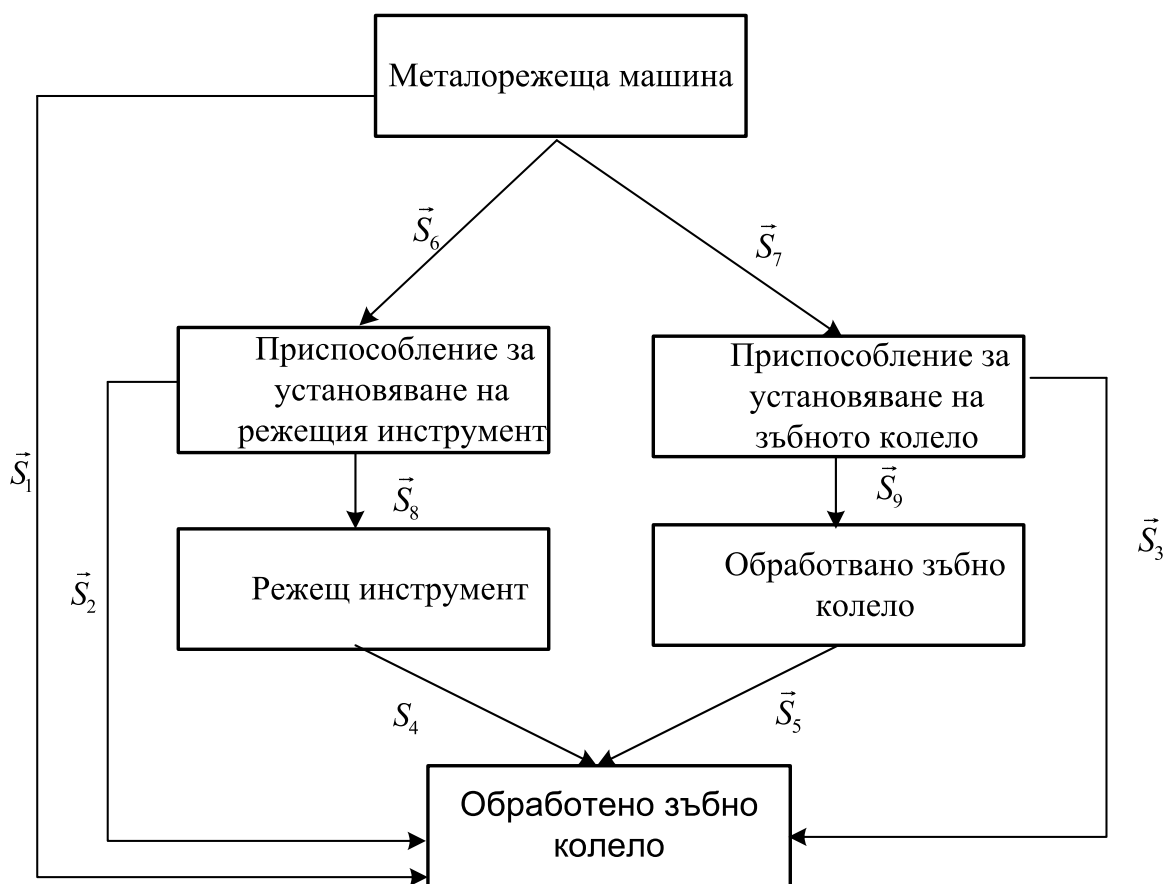 Металорежеща машина
S⃗₆
S⃗₇
Приспособление за
установяване на
режещия инструмент
Приспособление за
установяване на
зъбното колело
S⃗₁
S⃗₈
S⃗₉
S⃗₃
S⃗₂
Режещ инструмент
Обработвано зъбно
колело
S₄
S⃗₅
Обработено зъбно
колело